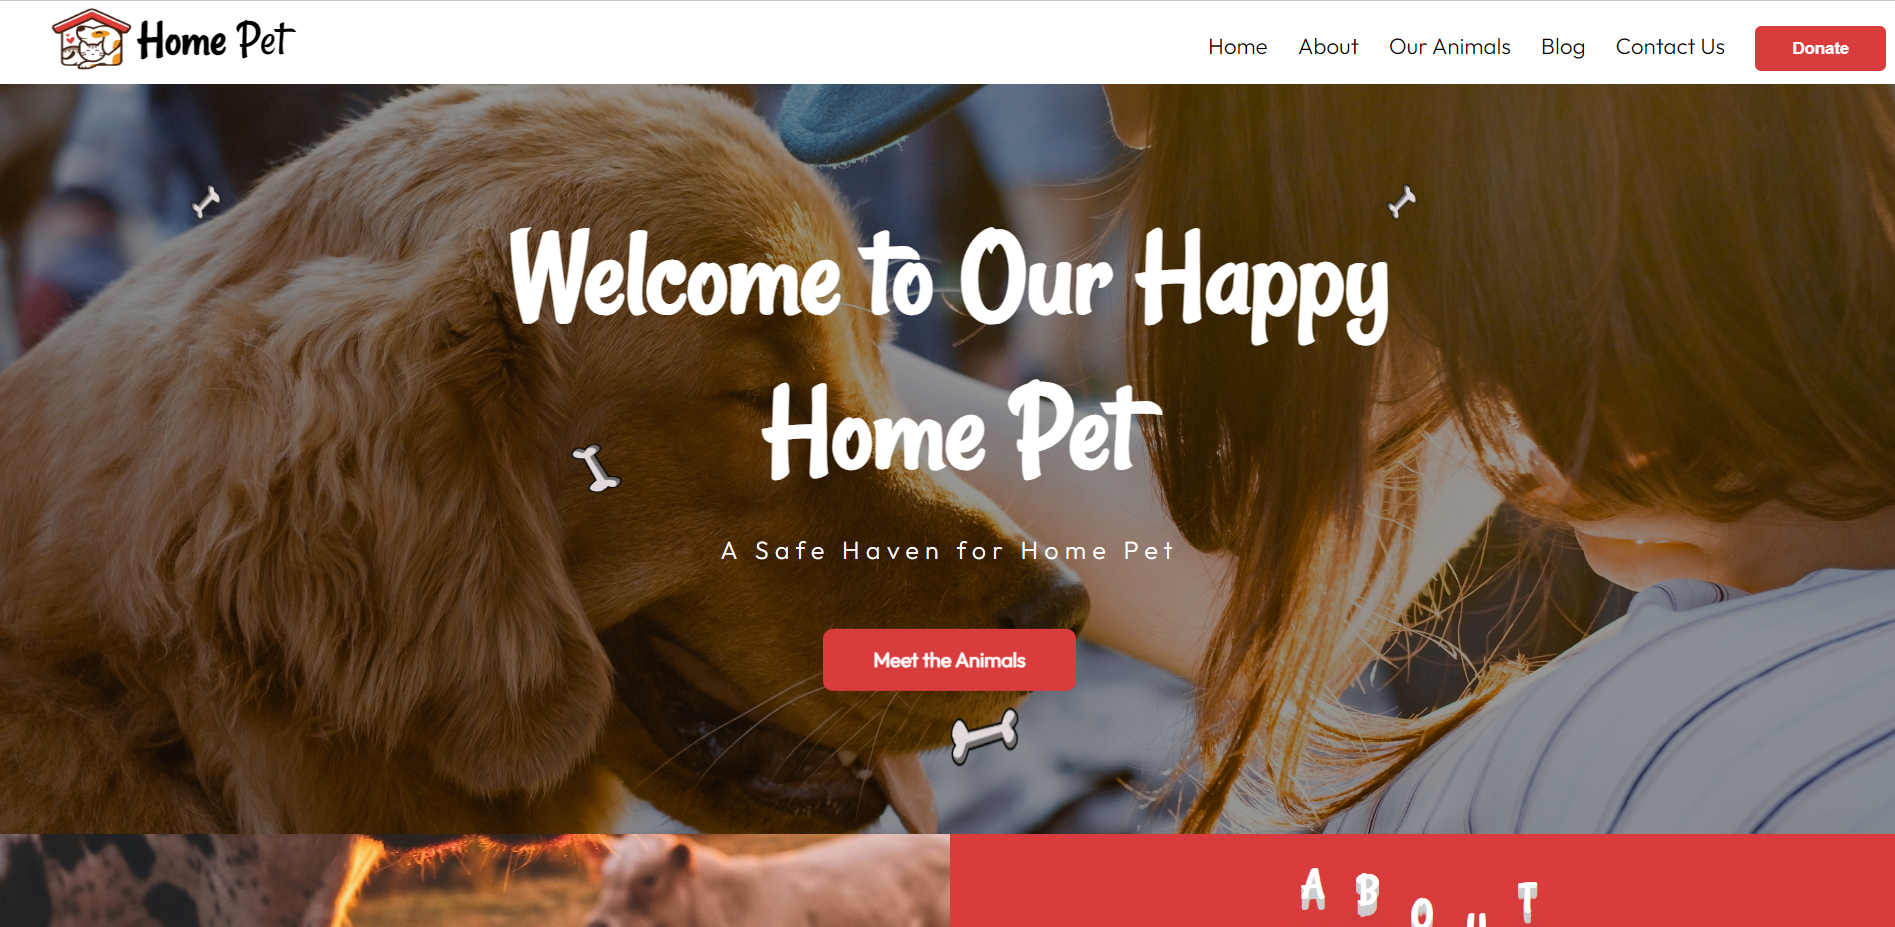 Home Pet
Home About Our Animals Blog Contact Us Donate
Welcome to Our Happy
Home Pet
A Safe Haven for Home Pet
Meet the Animals
ABOUT